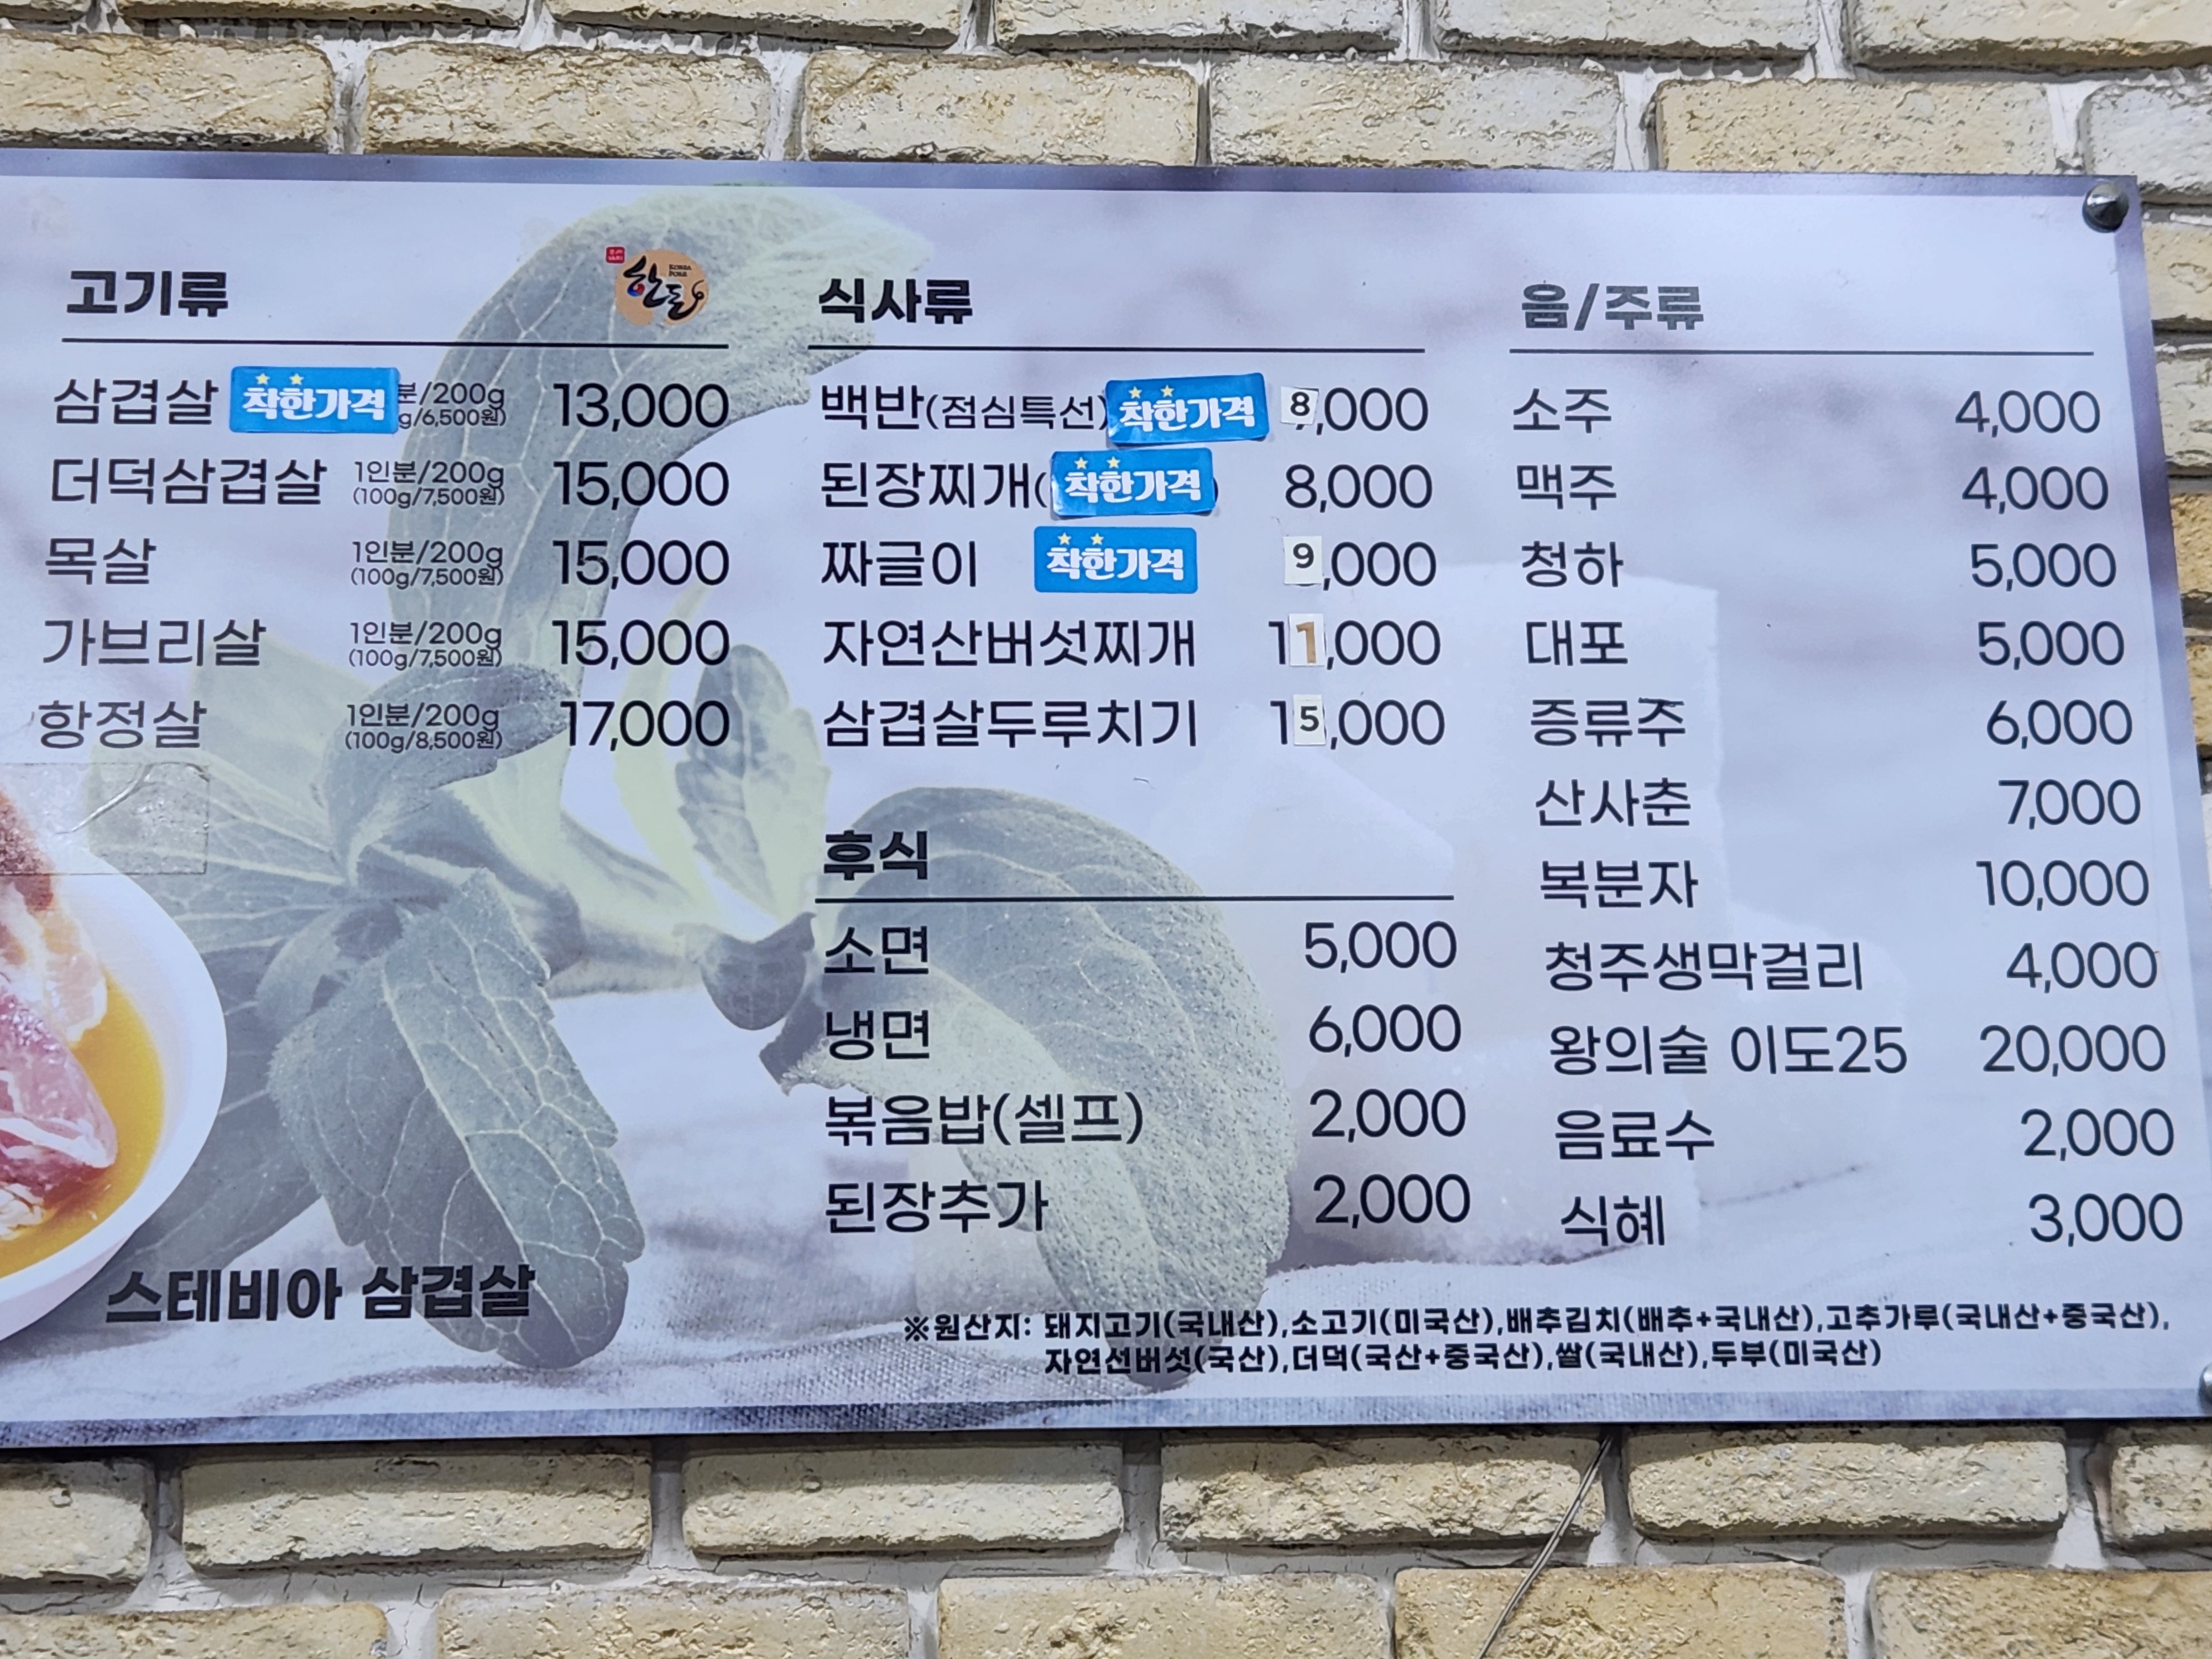 고기류
한돈
KOREA
PORK
삼겹살 착한가격 분/200g 13,000
g/6,500원)
더덕삼겹살 1인분/200g 15,000
(100g/7,500원)
목살 1인분/200g 15,000
(100g/7,500원)
가브리살 1인분/200g 15,000
(100g/7,500원)
항정살 1인분/200g 17,000
(100g/8,500원)
스테비아 삼겹살
식사류
백반(점심특선) 착한가격 8,000
된장찌개( 착한가격 ) 8,000
짜글이 착한가격 9,000
자연산버섯찌개 11,000
삼겹살두루치기 15,000
후식
소면 5,000
냉면 6,000
볶음밥(셀프) 2,000
된장추가 2,000
음/주류
소주 4,000
맥주 4,000
청하 5,000
대포 5,000
증류주 6,000
산사춘 7,000
복분자 10,000
청주생막걸리 4,000
왕의술 이도25 20,000
음료수 2,000
식혜 3,000
※원산지: 돼지고기(국내산),소고기(미국산),배추김치(배추+국내산),고추가루(국내산+중국산),
자연선버섯(국산),더덕(국산+중국산),쌀(국내산),두부(미국산)